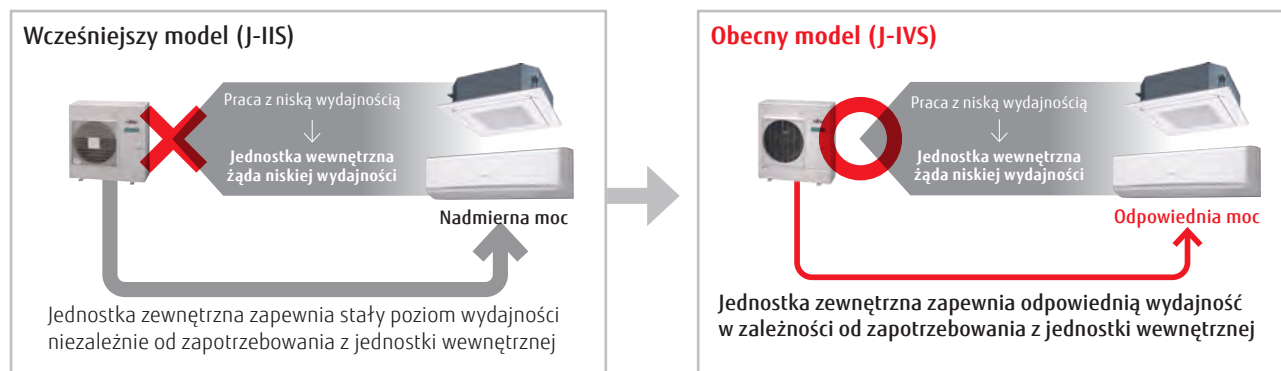 Wcześniejszy model (J-IIS)
Praca z niską wydajnością
Jednostka wewnętrzna
żąda niskiej wydajności
Nadmierna moc
Jednostka zewnętrzna zapewnia stały poziom wydajności
niezależnie od zapotrzebowania z jednostki wewnętrznej
Obecny model (J-IVS)
Praca z niską wydajnością
Jednostka wewnętrzna
żąda niskiej wydajności
Odpowiednia moc
Jednostka zewnętrzna zapewnia odpowiednią wydajność
w zależności od zapotrzebowania z jednostki wewnętrznej